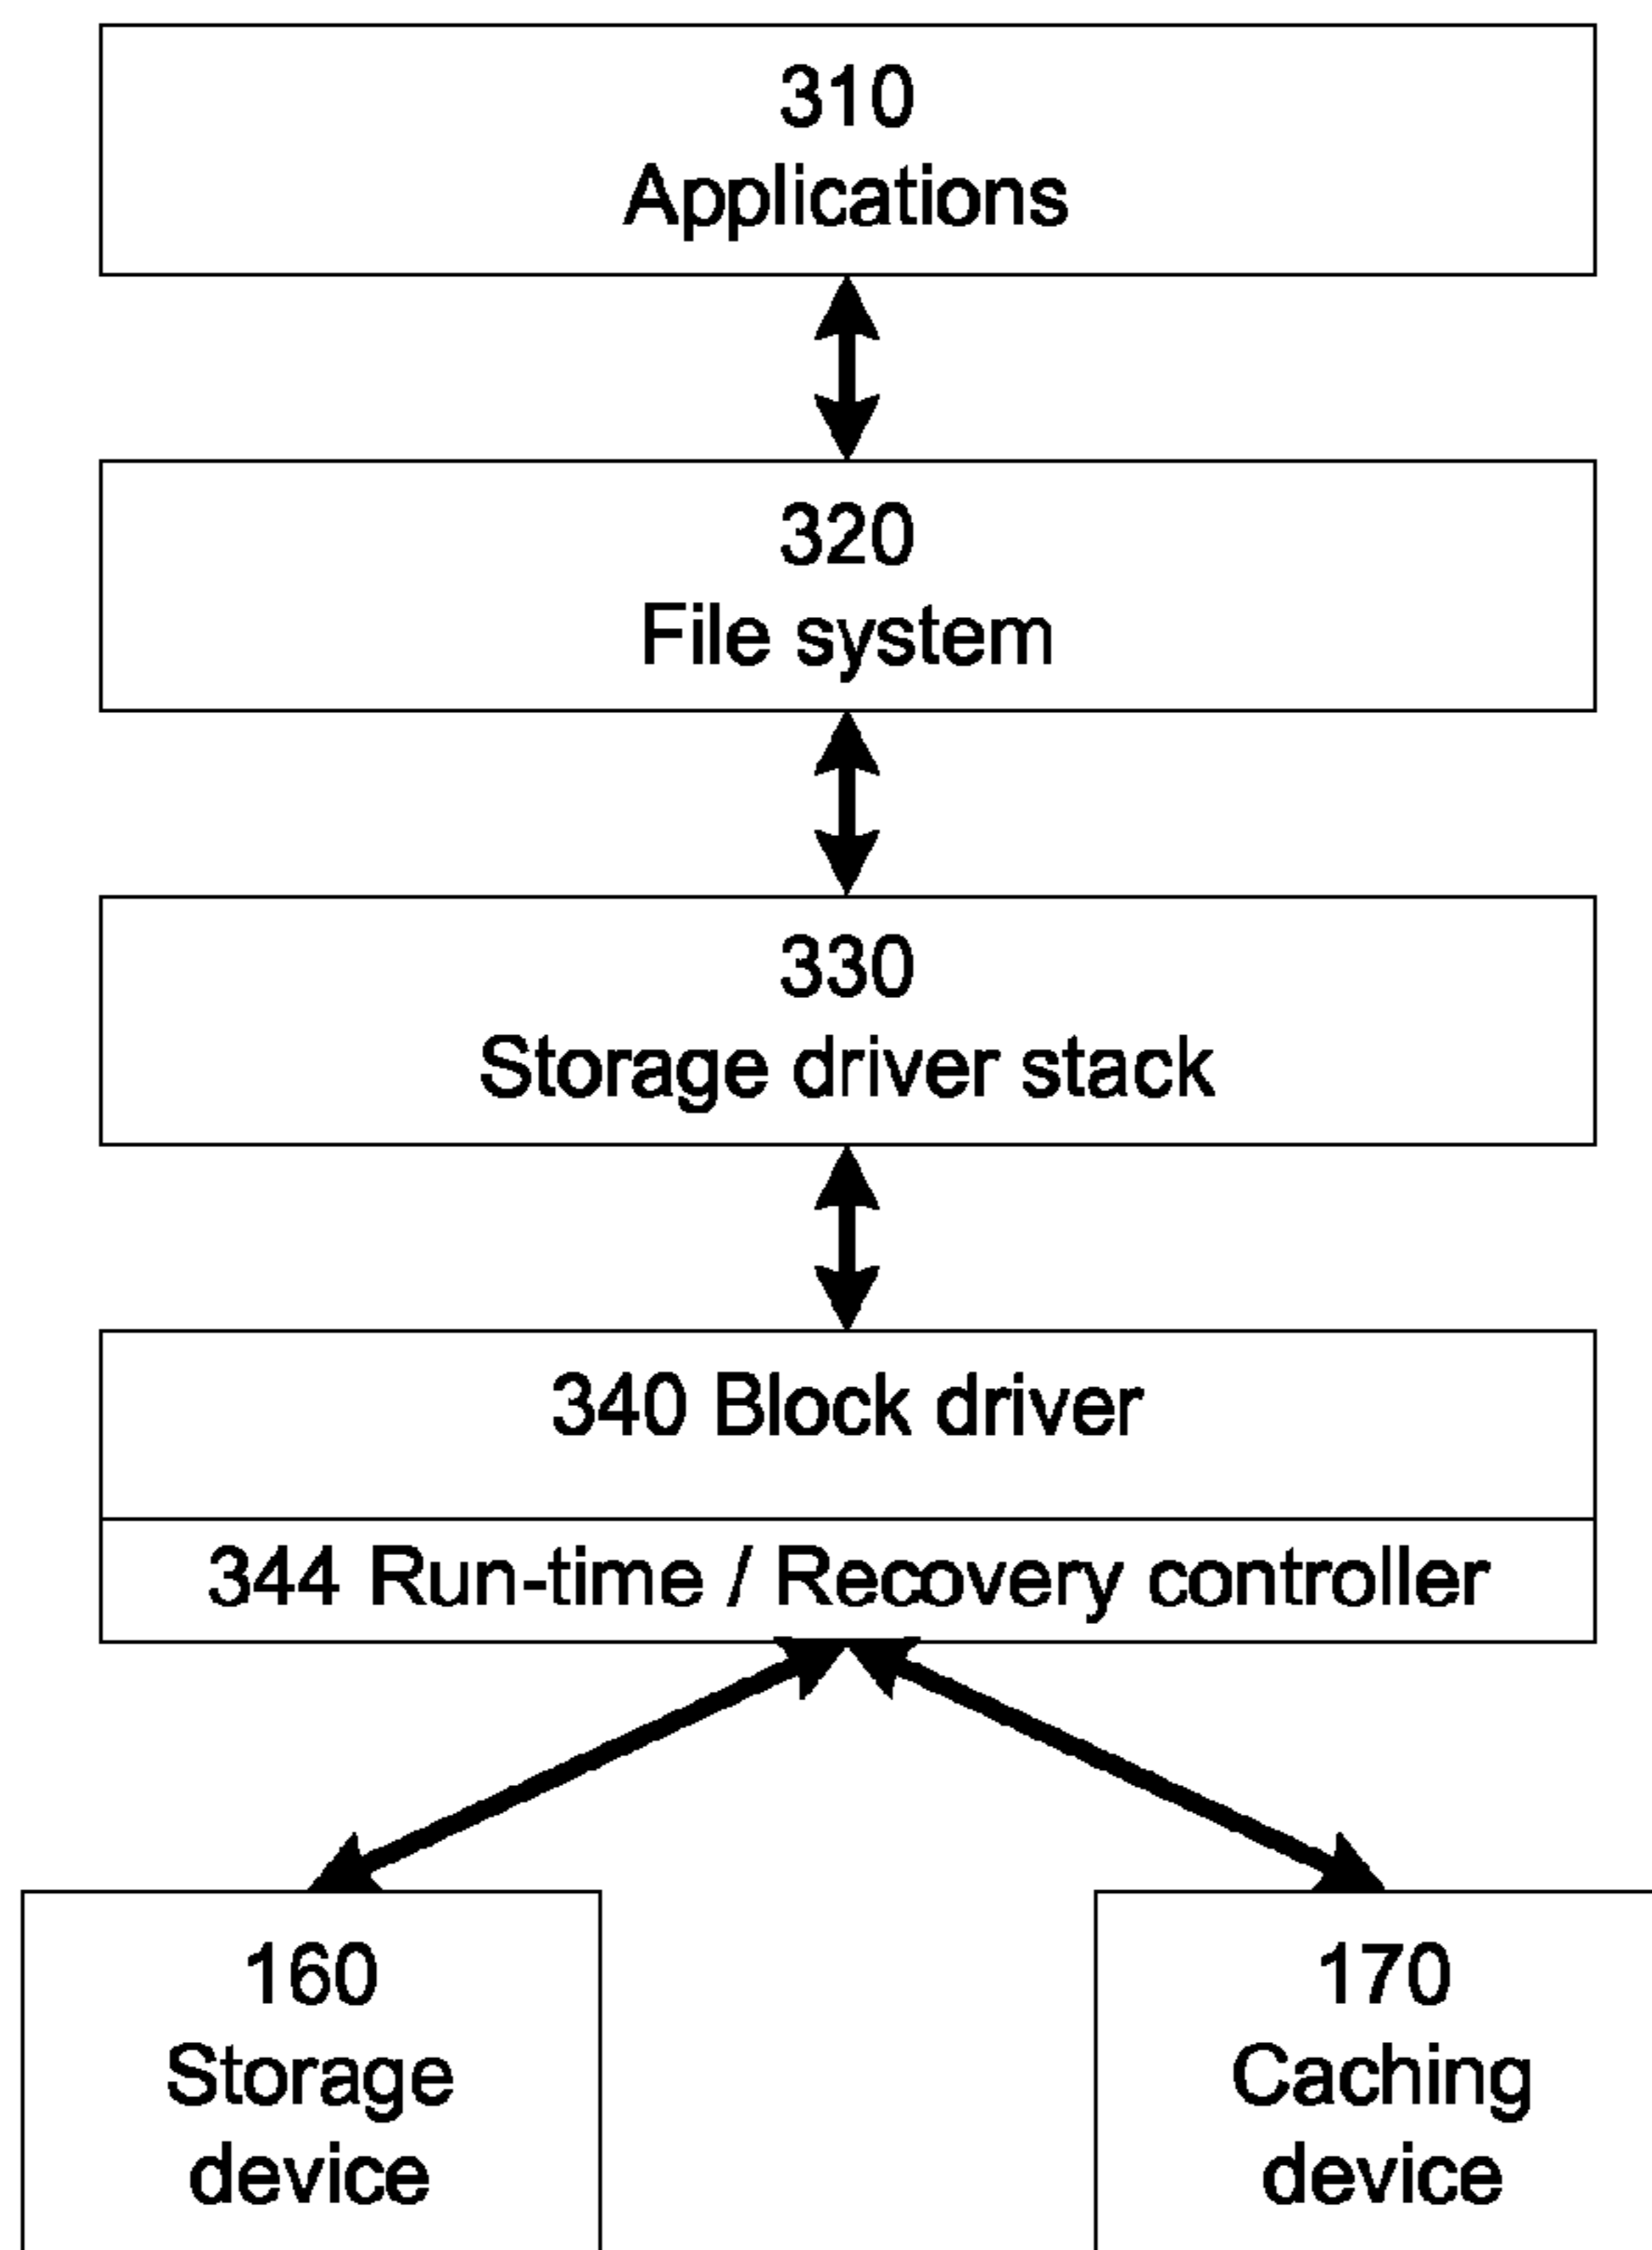 310
Applications
320
File system
330
Storage driver stack
340 Block driver
344 Run-time / Recovery controller
160
Storage
device
170
Caching
device